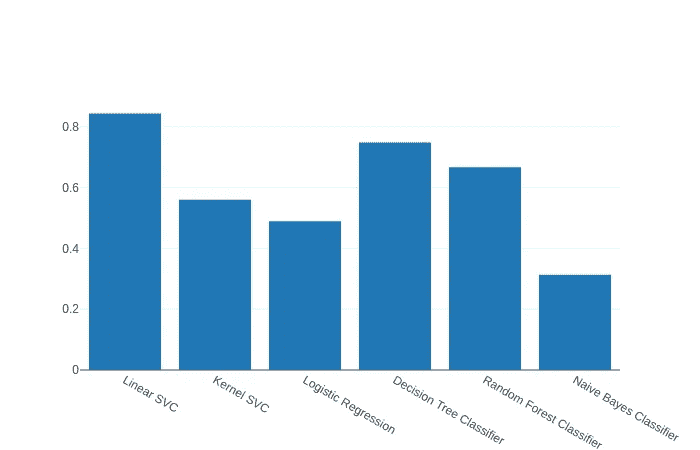 0.8
0.6
0.4
0.2
0
Linear SVC
Kernel SVC
Logistic Regression
Decision Tree Classifier
Random Forest Classifier
Naive Bayes Classifier